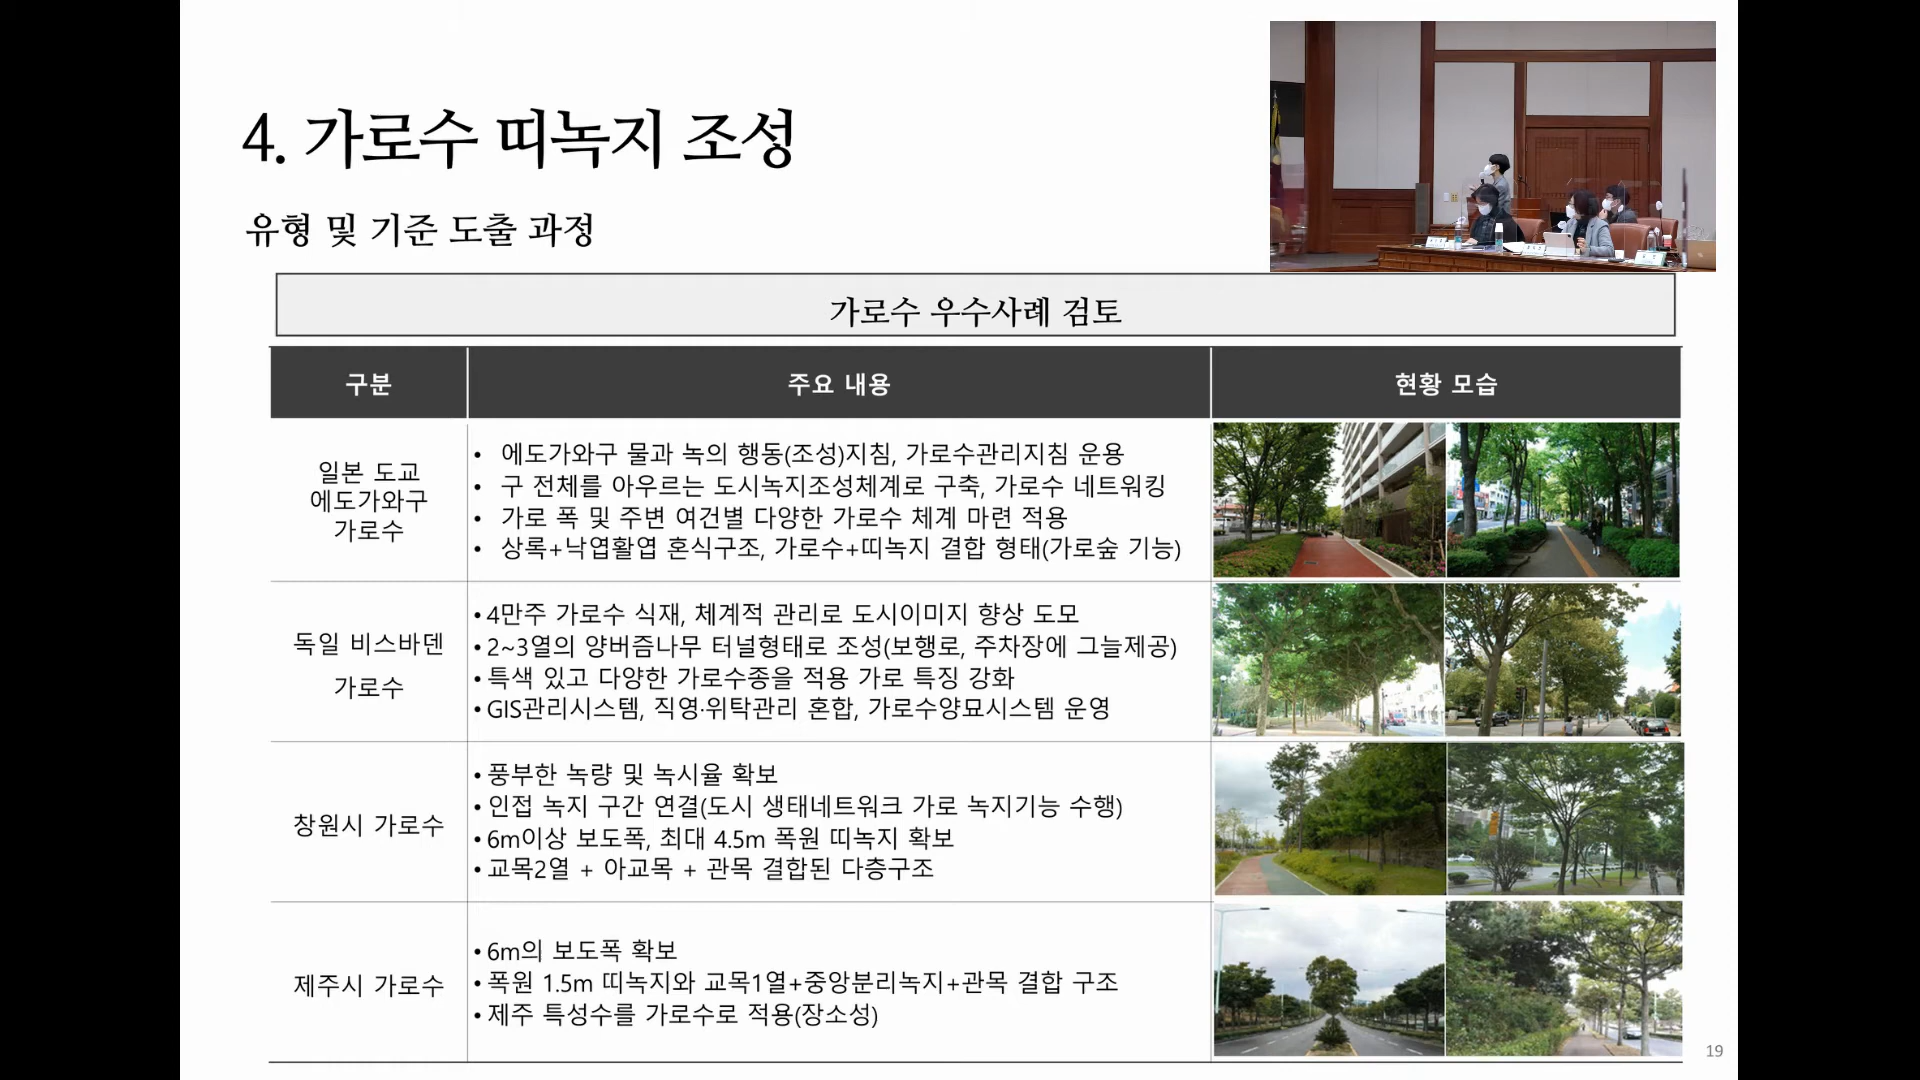 4. 가로수 띠녹지 조성
유형 및 기준 도출 과정
가로수 우수사례 검토
구분
주요 내용
현황 모습
일본 도교
에도가와구
가로수
• 에도가와구 물과 녹의 행동(조성)지침, 가로수관리지침 운용
• 구 전체를 아우르는 도시녹지조성체계로 구축, 가로수 네트워킹
• 가로 폭 및 주변 여건별 다양한 가로수 체계 마련 적용
• 상록+낙엽활엽 혼식구조, 가로수+띠녹지 결합 형태(가로숲 기능)
독일 비스바덴
가로수
• 4만주 가로수 식재, 체계적 관리로 도시이미지 향상 도모
• 2~3열의 양버즘나무 터널형태로 조성(보행로, 주차장에 그늘제공)
• 특색 있고 다양한 가로수종을 적용 가로 특징 강화
• GIS관리시스템, 직영·위탁관리 혼합, 가로수양묘시스템 운영
창원시 가로수
• 풍부한 녹량 및 녹시율 확보
• 인접 녹지 구간 연결(도시 생태네트워크 가로 녹지기능 수행)
• 6m이상 보도폭, 최대 4.5m 폭원 띠녹지 확보
• 교목2열 + 아교목 + 관목 결합된 다층구조
제주시 가로수
• 6m의 보도폭 확보
• 폭원 1.5m 띠녹지와 교목1열+중앙분리녹지+관목 결합 구조
• 제주 특성수를 가로수로 적용(장소성)
19